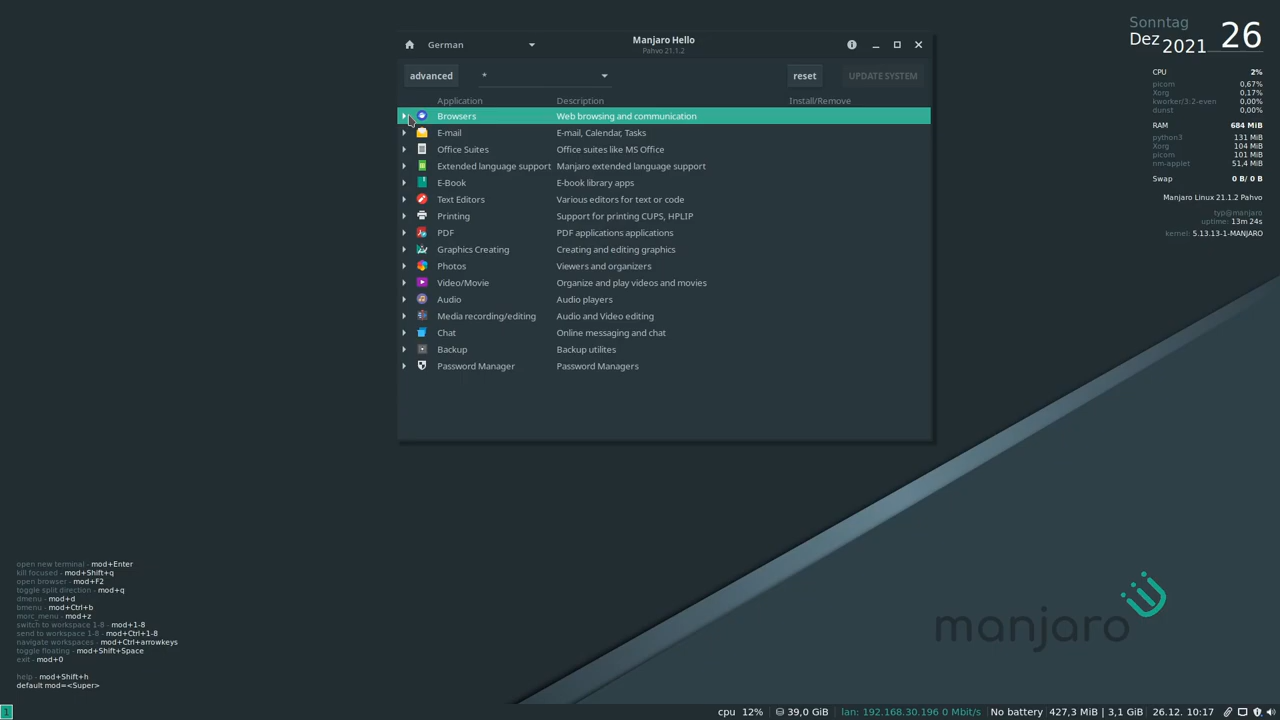 German
Manjaro Hello
Pahvo 21.1.2
advanced
*
reset
UPDATE SYSTEM
Application Description Install/Remove
Browsers Web browsing and communication
E-mail E-mail, Calendar, Tasks
Office Suites Office suites like MS Office
Extended language support Manjaro extended language support
E-Book E-book library apps
Text Editors Various editors for text or code
Printing Support for printing CUPS, HPLIP
PDF PDF applications applications
Graphics Creating Creating and editing graphics
Photos Viewers and organizers
Video/Movie Organize and play videos and movies
Audio Audio players
Media recording/editing Audio and Video editing
Chat Online messaging and chat
Backup Backup utilites
Password Manager Password Managers
Sonntag
Dez 2021 26
CPU 2%
picom 0,67%
Xorg 0,17%
kworker/3:2-even 0,00%
dunst 0,00%
RAM 684 MiB
python3 131 MiB
Xorg 104 MiB
picom 101 MiB
nm-applet 51,4 MiB
Swap 0 B/ 0 B
Manjaro Linux 21.1.2 Pahvo
typ@manjaro
uptime: 13m 24s
kernel: 5.13.13-1-MANJARO
open new terminal - mod+Enter
kill focused - mod+Shift+q
open browser - mod+F2
toggle split direction - mod+q
dmenu - mod+d
bmenu - mod+Ctrl+b
morc_menu - mod+z
switch to workspace 1-8 - mod+1-8
send to workspace 1-8 - mod+Ctrl+1-8
navigate workspaces - mod+Ctrl+arrowkeys
toggle floating - mod+Shift+Space
exit - mod+0
help - mod+Shift+h
default mod=<Super>
manjaro
1
cpu 12% 39,0 GiB lan: 192.168.30.196 0 Mbit/s No battery 427,3 MiB | 3,1 GiB 26.12. 10:17